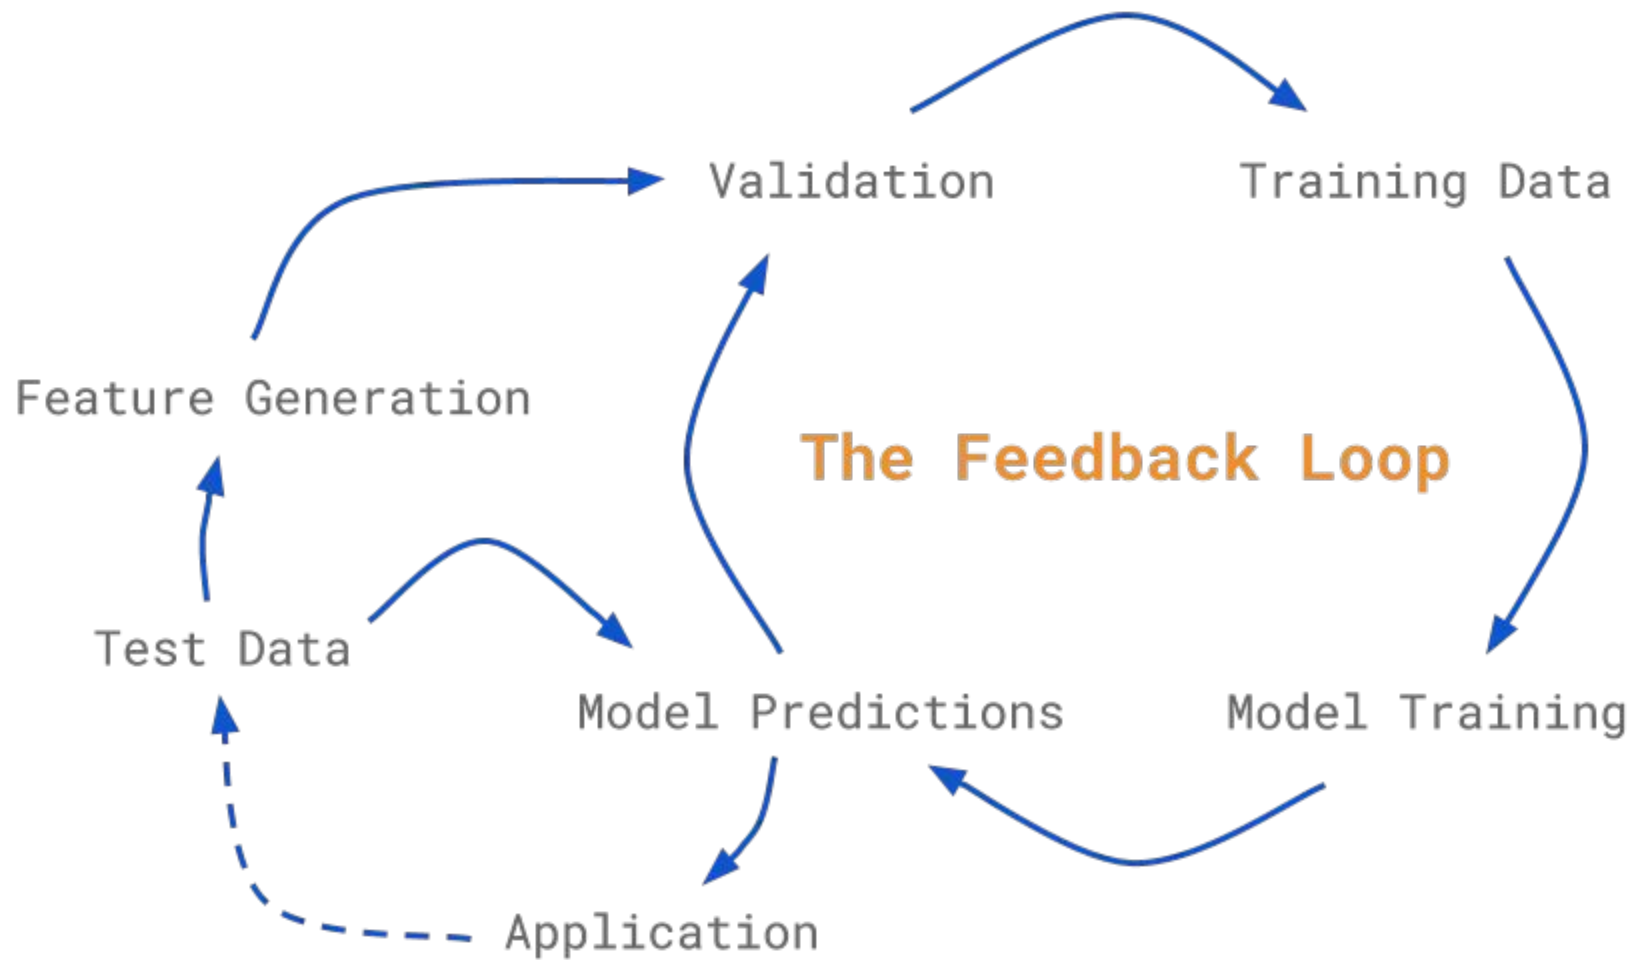 Validation
Training Data
Feature Generation
The Feedback Loop
Test Data
Model Predictions
Model Training
Application